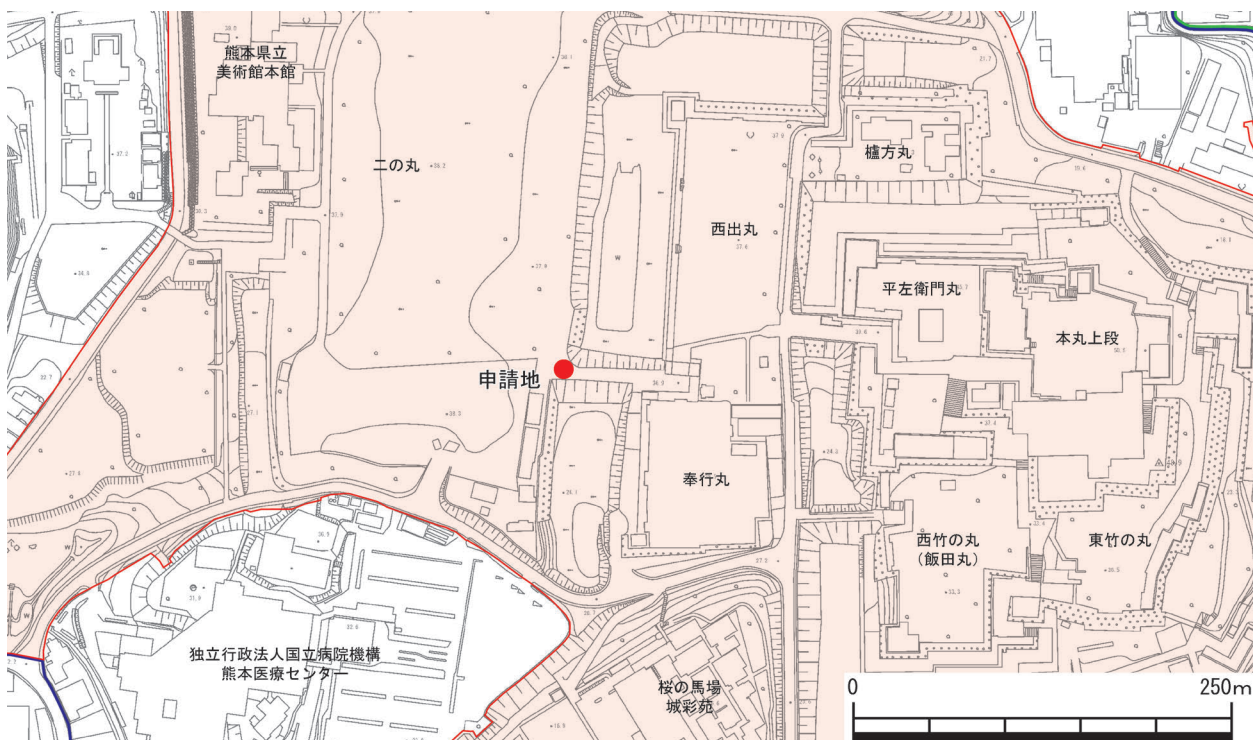 熊本県立
美術館本館
二の丸
櫨方丸
西出丸
平左衛門丸
本丸上段
申請地
奉行丸
西竹の丸
(飯田丸)
東竹の丸
独立行政法人国立病院機構
熊本医療センター
桜の馬場
城彩苑
0 250m